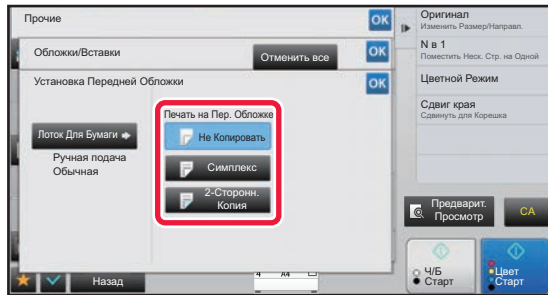 Прочие
OK
Обложки/Вставки
Отменить все
OK
Установка Передней Обложки
OK
Печать на Пер. Обложке
Лоток Для Бумаги
Ручная подача
Обычная
Не Копировать
Симплекс
2-Сторонн.
Копия
Назад
4
A4
Оригинал
Изменить Размер/Направл.
N в 1
Поместить Неск. Стр. на Одной
Цветной Режим
Сдвиг края
Сдвинуть для Корешка
Предварит.
Просмотр
CA
Ч/Б
Старт
Цвет
Старт